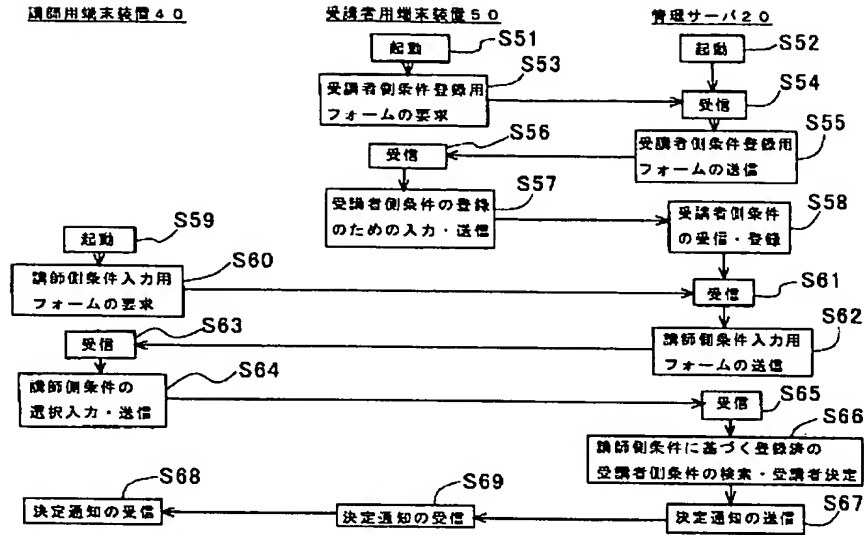 講師用端末装置40
受講者用端末装置50
管理サーバ20
起動
S51
起動
S52
S53
受講者側条件登録用
フォームの要求
S54
受信
S55
受講者側条件登録用
フォームの送信
S56
受信
S57
受講者側条件の登録
のための入力・送信
S58
受講者側条件
の受信・登録
S59
起動
S60
講師側条件入力用
フォームの要求
S61
受信
S62
講師側条件入力用
フォームの送信
S63
受信
S64
講師側条件の
選択入力・送信
S65
受信
S66
講師側条件に基づく登録済の
受講者側条件の検索・受講者決定
S67
決定通知の送信
S69
決定通知の受信
S68
決定通知の受信